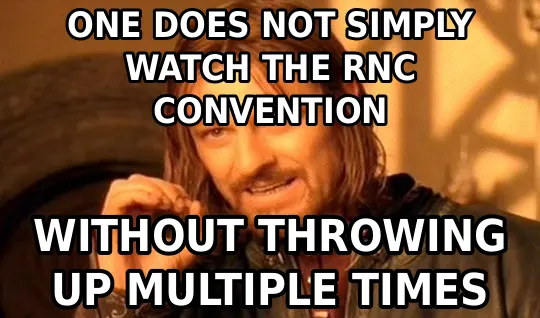 ONE DOES NOT SIMPLY
WATCH THE RNC
CONVENTION
WITHOUT THROWING
UP MULTIPLE TIMES